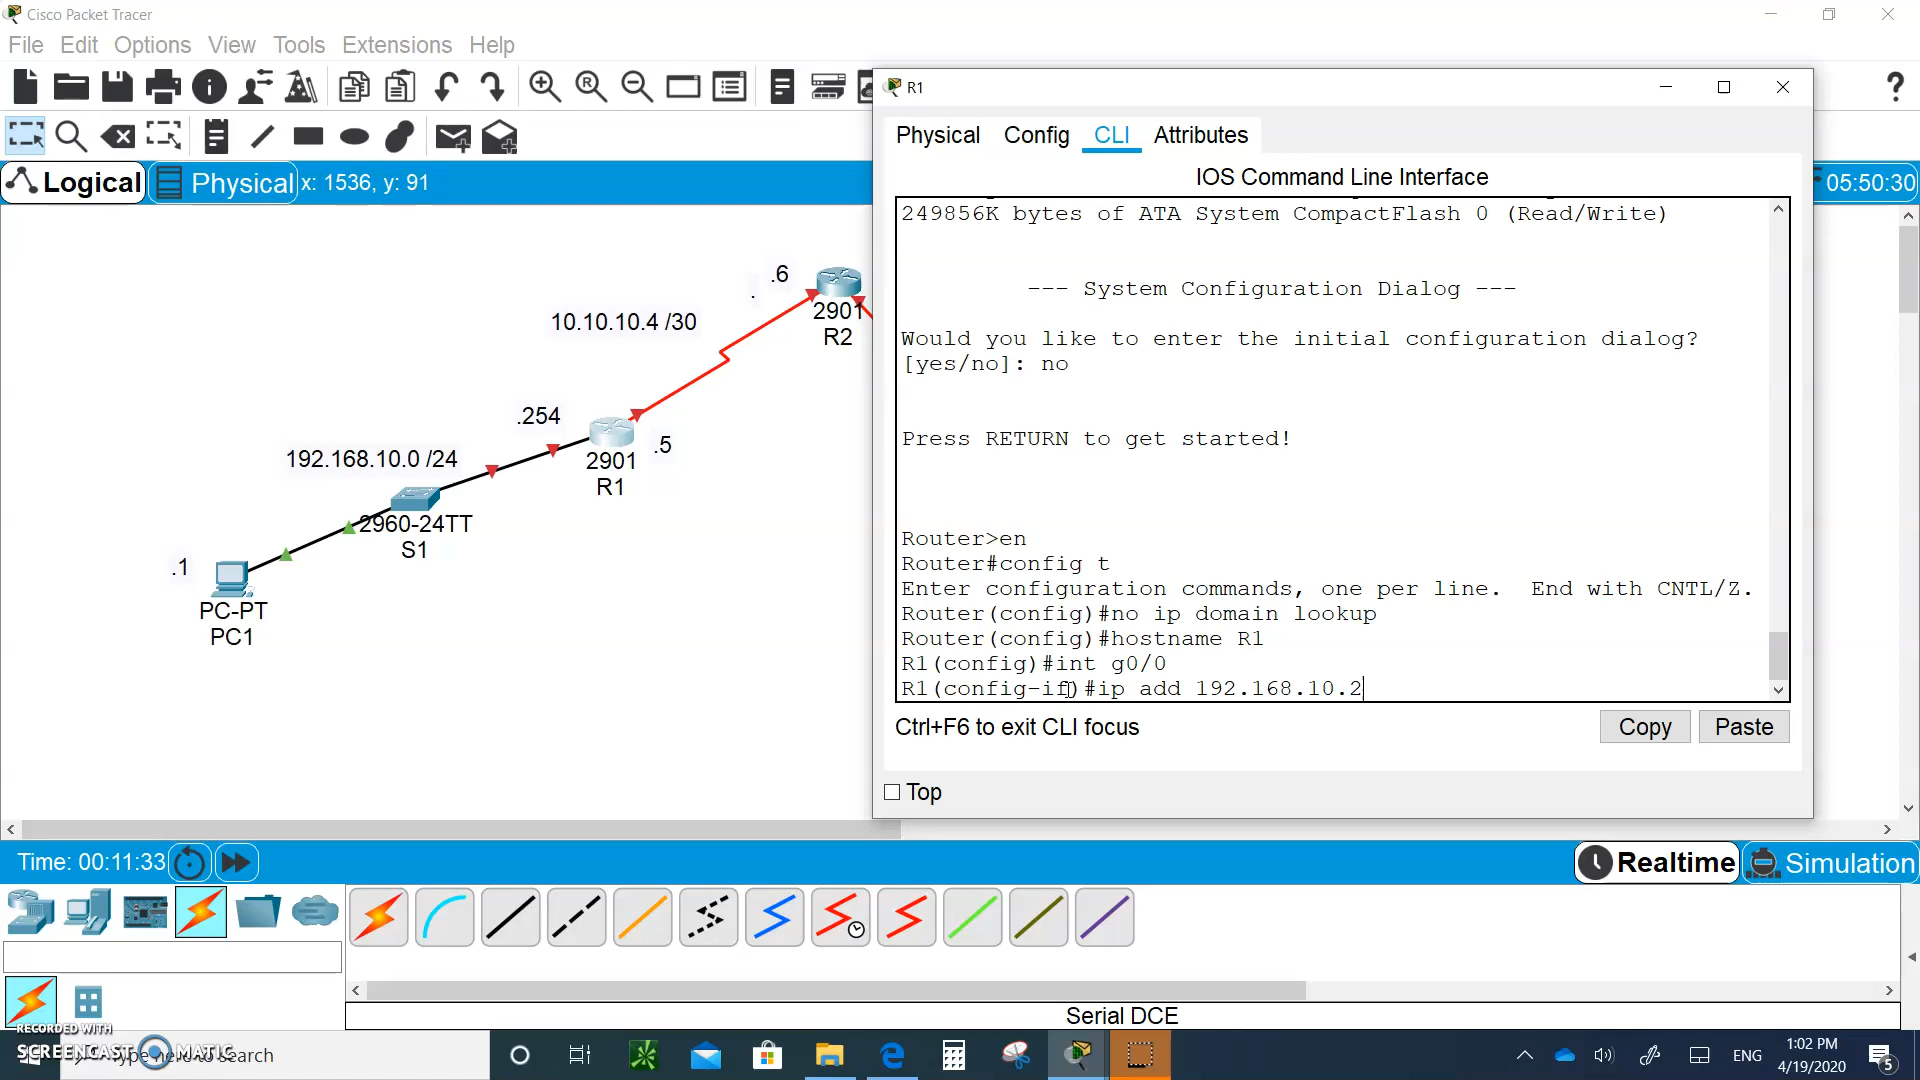 Cisco Packet Tracer
File Edit Options View Tools Extensions Help
R1
Physical Config CLI Attributes
IOS Command Line Interface
Logical Physical x: 1536, y: 91
05:50:30
249856K bytes of ATA System CompactFlash 0 (Read/Write)
--- System Configuration Dialog ---
Would you like to enter the initial configuration dialog?
[yes/no]: no
Press RETURN to get started!
Router>en
Router#config t
Enter configuration commands, one per line.  End with CNTL/Z.
Router(config)#no ip domain lookup
Router(config)#hostname R1
R1(config)#int g0/0
R1(config-if)#ip add 192.168.10.2
Ctrl+F6 to exit CLI focus
Copy Paste
Top
.6
.
10.10.10.4 /30
2901
R2
.254
.5
192.168.10.0 /24
2901
R1
2960-24TT
S1
.1
PC-PT
PC1
Time: 00:11:33
Realtime Simulation
Serial DCE
RECORDED WITH
SCREENCAST MATIC
Type here to search
ENG
1:02 PM
4/19/2020
5